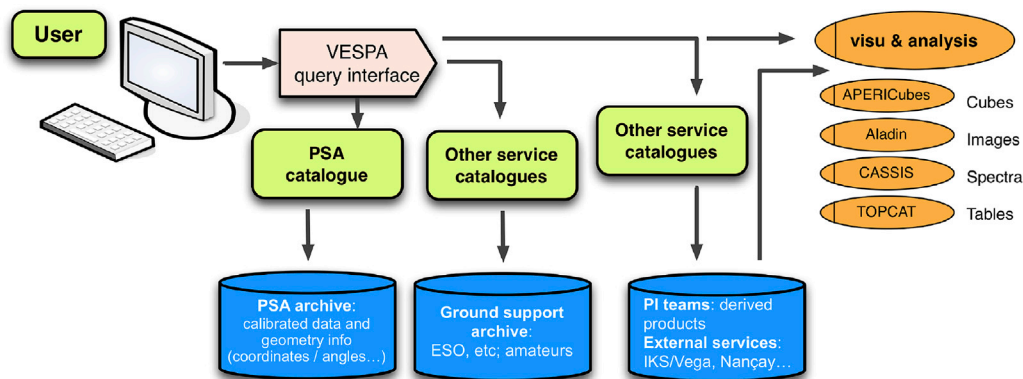 User
VESPA
query interface
visu & analysis
APERICubes
Cubes
Aladin
Images
CASSIS
Spectra
TOPCAT
Tables
PSA
catalogue
Other service
catalogues
Other service
catalogues
PSA archive:
calibrated data and
geometry info
(coordinates / angles…)
Ground support
archive:
ESO, etc; amateurs
PI teams: derived
products
External services:
IKS/Vega, Nançay…